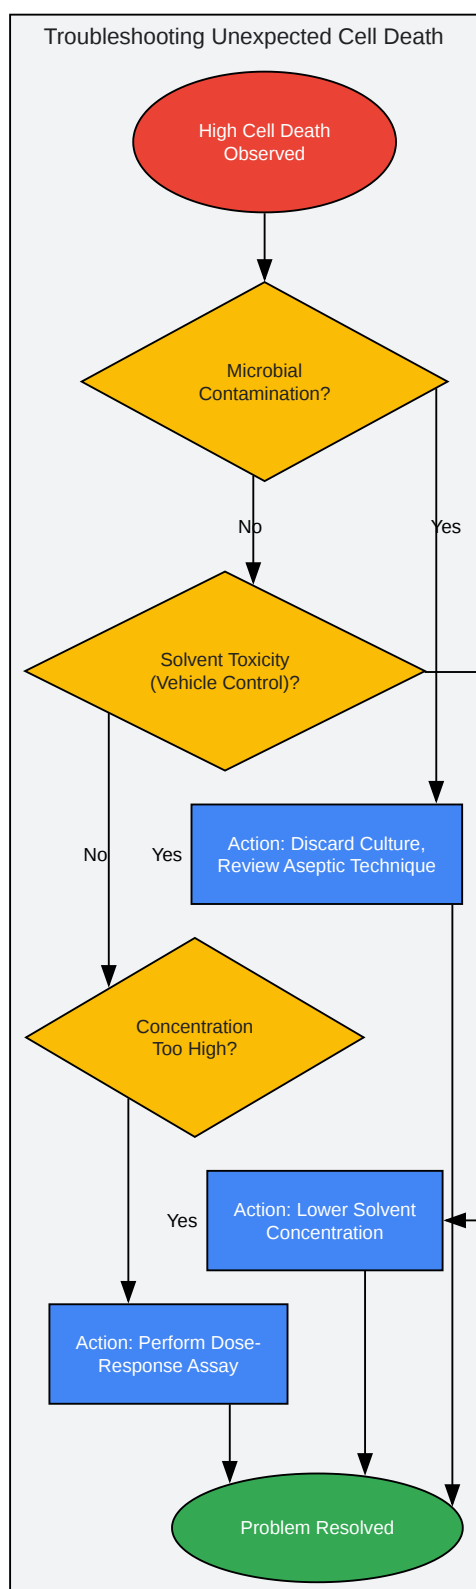 Troubleshooting Unexpected Cell Death
High Cell Death
Observed
Microbial
Contamination?
No
Yes
Solvent Toxicity
(Vehicle Control)?
No
Yes
Action: Discard Culture,
Review Aseptic Technique
Concentration
Too High?
Yes
Action: Lower Solvent
Concentration
Action: Perform Dose-
Response Assay
Problem Resolved